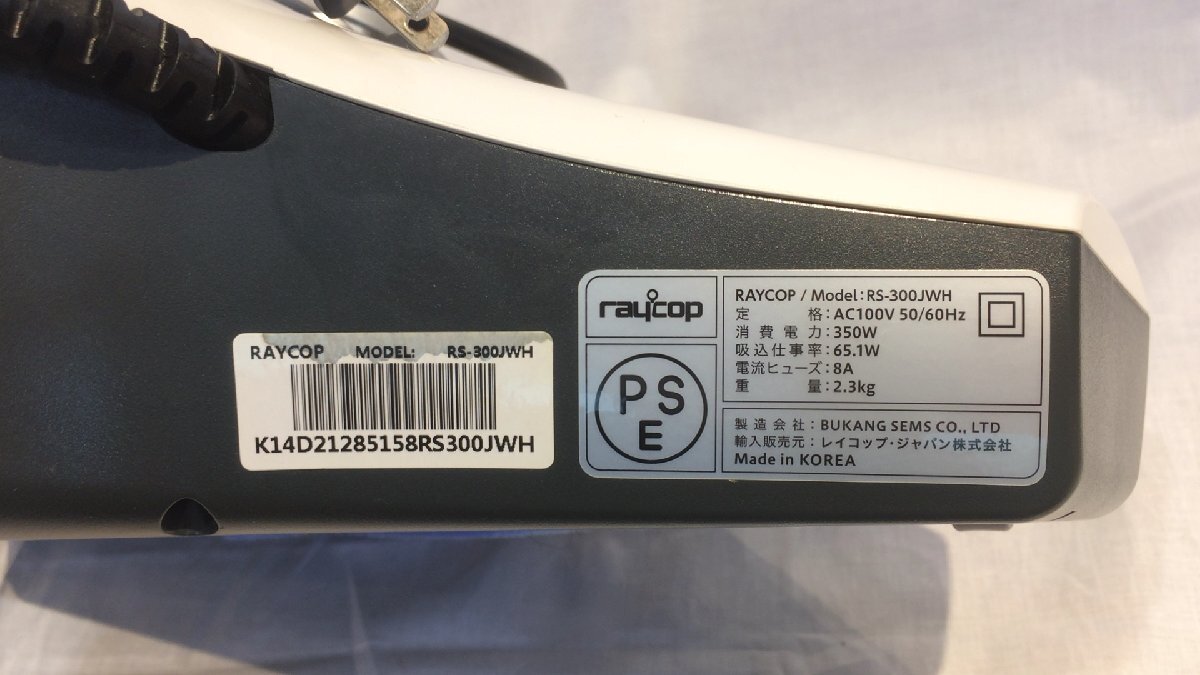 RAYCOP MODEL: RS-300JWH
K14D21285158RS300JWH
raycop
PSE
RAYCOP / Model:RS-300JWH
定格:AC100V 50/60Hz
消費電力:350W
吸込仕事率:65.1W
電流ヒューズ:8A
重量:2.3kg
製造会社:BUKANG SEMS CO., LTD
輸入販売元:レイコップ・ジャパン株式会社
Made in KOREA